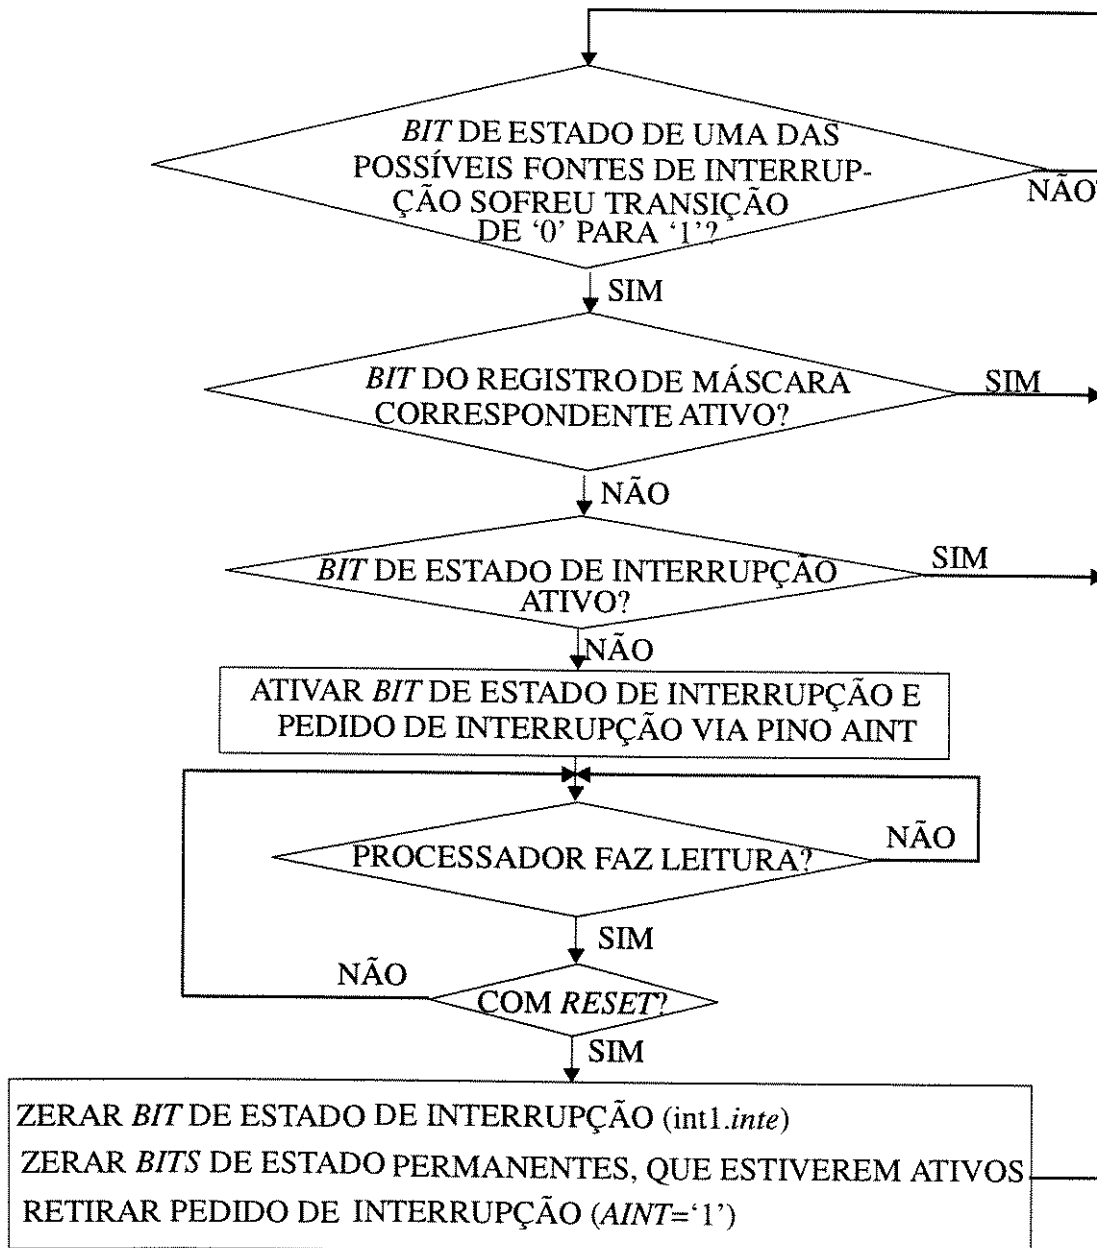 BIT DE ESTADO DE UMA DAS
POSSÍVEIS FONTES DE INTERRUP-
ÇÃO SOFREU TRANSIÇÃO
DE ‘0’ PARA ‘1’?
NÃO
SIM
BIT DO REGISTRO DE MÁSCARA
CORRESPONDENTE ATIVO?
SIM
NÃO
BIT DE ESTADO DE INTERRUPÇÃO
ATIVO?
SIM
NÃO
ATIVAR BIT DE ESTADO DE INTERRUPÇÃO E
PEDIDO DE INTERRUPÇÃO VIA PINO AINT
PROCESSADOR FAZ LEITURA?
NÃO
SIM
NÃO
COM RESET?
SIM
ZERAR BIT DE ESTADO DE INTERRUPÇÃO (int1.inte)
ZERAR BITS DE ESTADO PERMANENTES, QUE ESTIVEREM ATIVOS
RETIRAR PEDIDO DE INTERRUPÇÃO (AINT=‘1’)